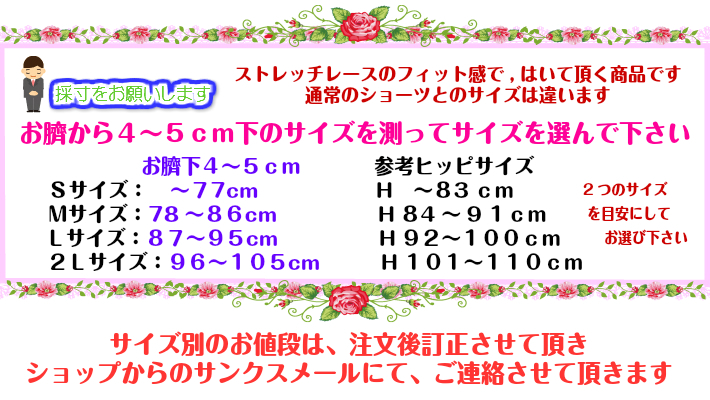 ストレッチレースのフィット感で,はいて頂く商品です
採寸をお願いします
通常のショーツとのサイズは違います
お臍から４～５ｃｍ下のサイズを測ってサイズを選んで下さい
お臍下４～５ｃｍ 参考ヒッピサイズ
Ｓサイズ： ～７７cm Ｈ ～８３ｃｍ ２つのサイズ
Ｍサイズ：７８～８６cm Ｈ８４～９１ｃｍ を目安にして
Ｌサイズ：８７～９５cm Ｈ９２～１００ｃｍ お選び下さい
２Ｌサイズ：９６～１０５cm Ｈ１０１～１１０ｃｍ
サイズ別のお値段は、注文後訂正させて頂き
ショップからのサンクスメールにて、ご連絡させて頂きます